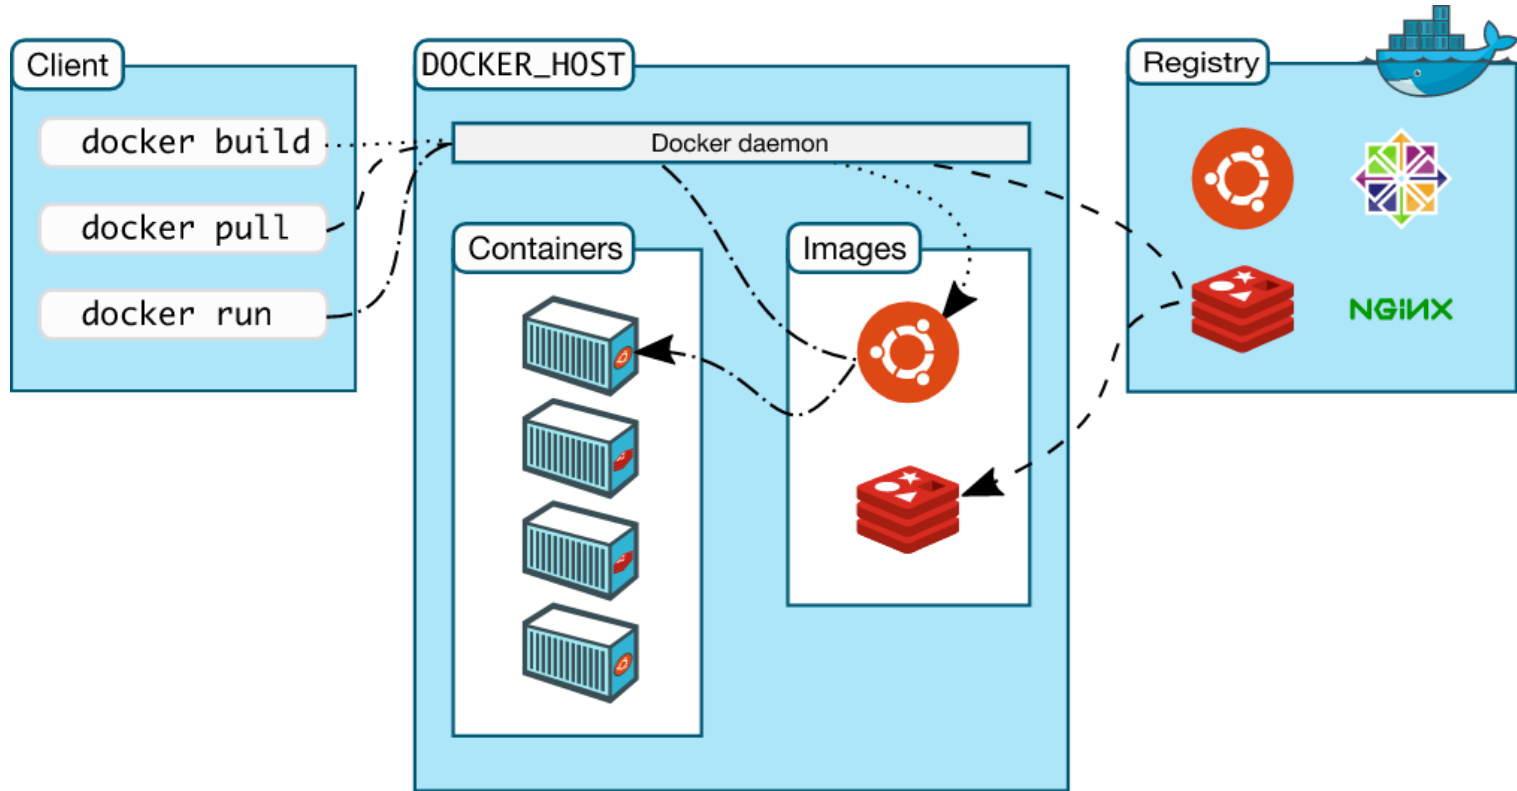 Client
docker build
docker pull
docker run
DOCKER_HOST
Docker daemon
Containers
Images
Registry
NGiNX